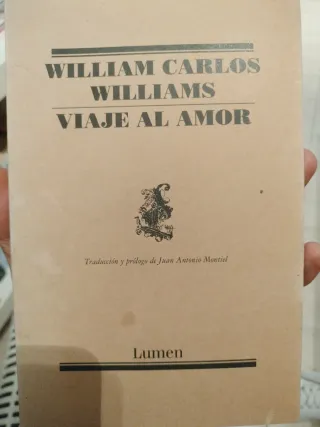 WILLIAM CARLOS
WILLIAMS
VIAJE AL AMOR
Traducción y prólogo de Juan Antonio Montiel
Lumen